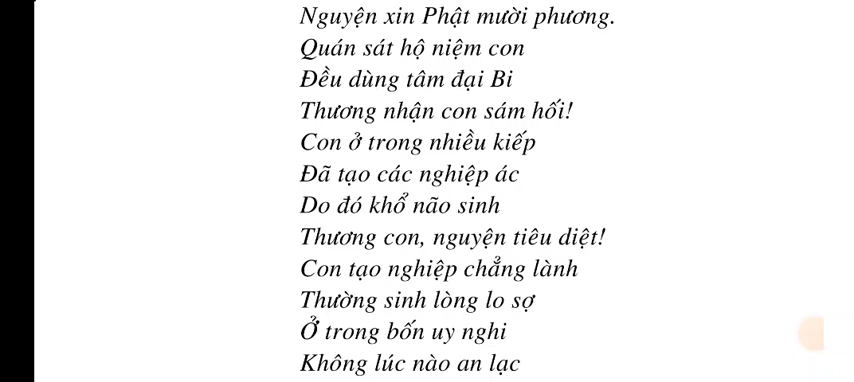 Nguyện xin Phật mười phương.
Quán sát hộ niệm con
Đều dùng tâm đại Bi
Thương nhận con sám hối!
Con ở trong nhiều kiếp
Đã tạo các nghiệp ác
Do đó khổ não sinh
Thương con, nguyện tiêu diệt!
Con tạo nghiệp chẳng lành
Thường sinh lòng lo sợ
Ở trong bốn uy nghi
Không lúc nào an lạc